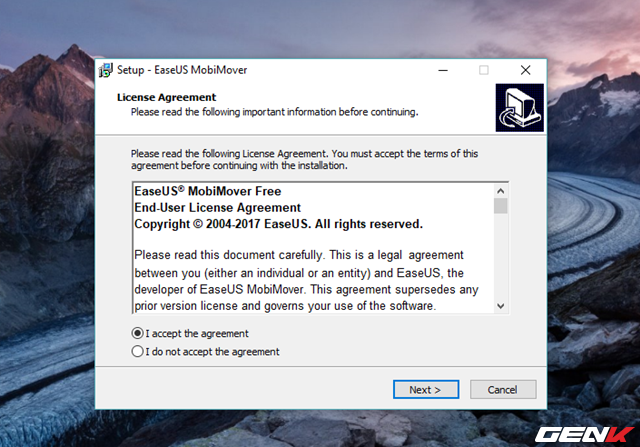 Setup - EaseUS MobiMover
License Agreement
Please read the following important information before continuing.
Please read the following License Agreement. You must accept the terms of this
agreement before continuing with the installation.
EaseUS® MobiMover Free
End-User License Agreement
Copyright © 2004-2017 EaseUS. All rights reserved.
Please read this document carefully. This is a legal agreement
between you (either an individual or an entity) and EaseUS, the
developer of EaseUS MobiMover. This agreement supersedes any
prior version license and governs your use of the software.
I accept the agreement
I do not accept the agreement
Next >
Cancel
GENK